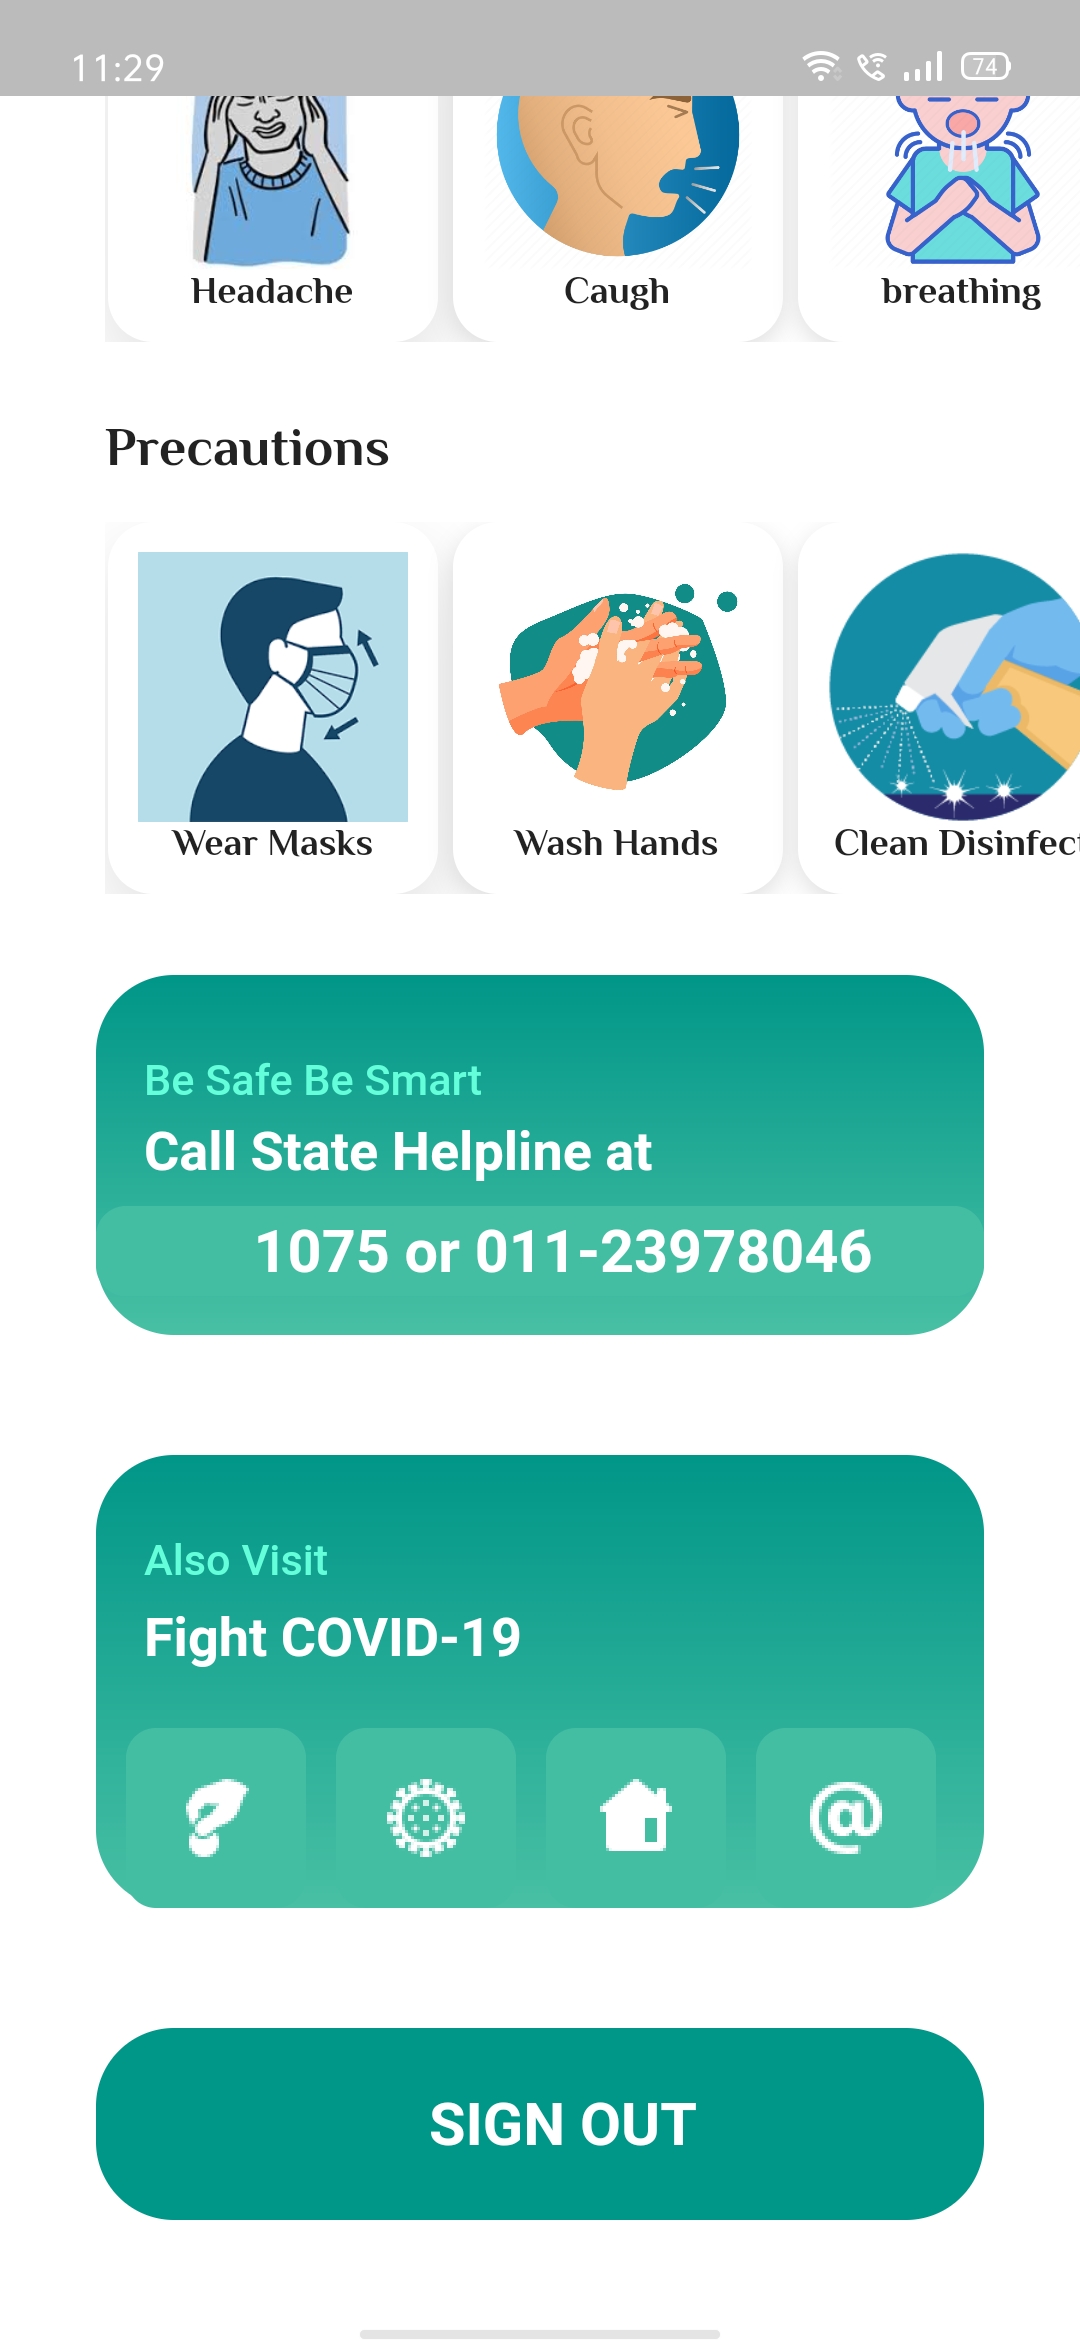 11:29
74
Headache
Caugh
breathing
Precautions
Wear Masks
Wash Hands
Clean Disinfect
Be Safe Be Smart
Call State Helpline at
1075 or 011-23978046
Also Visit
Fight COVID-19
@
SIGN OUT